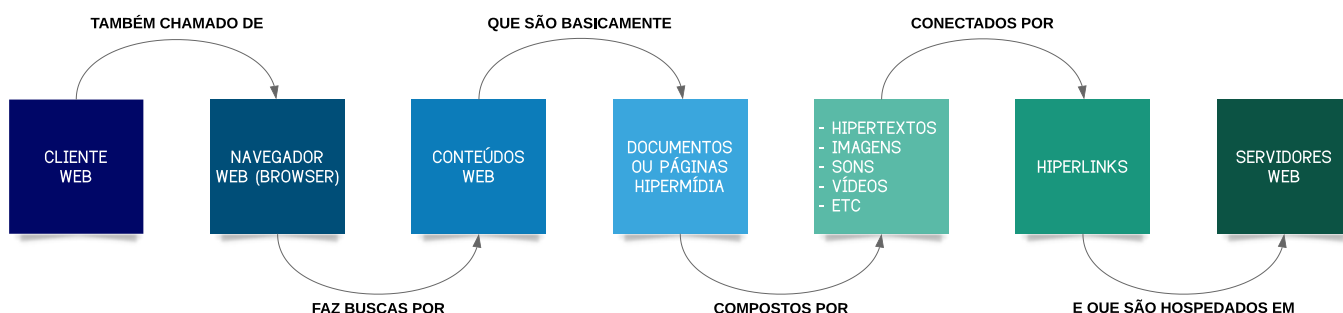 TAMBÉM CHAMADO DE
QUE SÃO BASICAMENTE
CONECTADOS POR
CLIENTE
WEB
NAVEGADOR
WEB (BROWSER)
CONTEÚDOS
WEB
DOCUMENTOS
OU PÁGINAS
HIPERMÍDIA
- HIPERTEXTOS
- IMAGENS
- SONS
- VÍDEOS
- ETC
HIPERLINKS
SERVIDORES
WEB
FAZ BUSCAS POR
COMPOSTOS POR
E QUE SÃO HOSPEDADOS EM